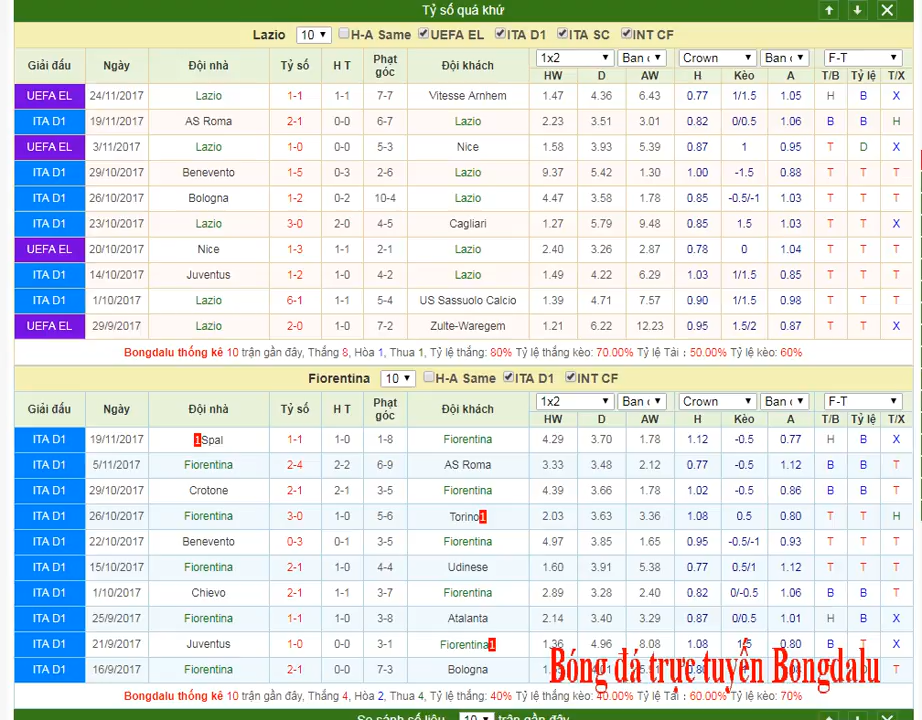 Tỷ số quá khứ
Lazio 10 H-A Same UEFA EL ITA D1 ITA SC INT CF
Giải đấu Ngày Đội nhà Tỷ số H T Phạt góc Đội khách 1x2 Ban c Crown Ban c F-T
HW D AW H Kèo A T/B Tỷ lệ T/X
UEFA EL 24/11/2017 Lazio 1-1 1-1 7-7 Vitesse Arnhem 1.47 4.36 6.43 0.77 1/1.5 1.05 H B X
ITA D1 19/11/2017 AS Roma 2-1 0-0 6-7 Lazio 2.23 3.51 3.01 0.82 0/0.5 1.06 B B H
UEFA EL 3/11/2017 Lazio 1-0 0-0 5-3 Nice 1.58 3.93 5.39 0.87 1 0.95 T D X
ITA D1 29/10/2017 Benevento 1-5 0-3 2-6 Lazio 9.37 5.42 1.30 1.00 -1.5 0.88 T T T
ITA D1 26/10/2017 Bologna 1-2 0-2 10-4 Lazio 4.47 3.58 1.78 0.85 -0.5/-1 1.03 T T T
ITA D1 23/10/2017 Lazio 3-0 2-0 4-5 Cagliari 1.27 5.79 9.48 0.85 1.5 1.03 T T X
UEFA EL 20/10/2017 Nice 1-3 1-1 2-1 Lazio 2.40 3.26 2.87 0.78 0 1.04 T T T
ITA D1 14/10/2017 Juventus 1-2 1-0 4-2 Lazio 1.49 4.22 6.29 1.03 1/1.5 0.85 T T T
ITA D1 1/10/2017 Lazio 6-1 1-1 5-4 US Sassuolo Calcio 1.39 4.71 7.57 0.90 1/1.5 0.98 T T T
UEFA EL 29/9/2017 Lazio 2-0 1-0 7-2 Zulte-Waregem 1.21 6.22 12.23 0.95 1.5/2 0.87 T T X
Bongdalu thống kê 10 trận gần đây, Thắng 8, Hòa 1, Thua 1, Tỷ lệ thắng: 80% Tỷ lệ thắng kèo: 70.00% Tỷ lệ Tài : 50.00% Tỷ lệ kèo: 60%
Fiorentina 10 H-A Same ITA D1 INT CF
Giải đấu Ngày Đội nhà Tỷ số H T Phạt góc Đội khách 1x2 Ban c Crown Ban c F-T
HW D AW H Kèo A T/B Tỷ lệ T/X
ITA D1 19/11/2017 1Spal 1-1 1-0 1-8 Fiorentina 4.29 3.70 1.78 1.12 -0.5 0.77 H B X
ITA D1 5/11/2017 Fiorentina 2-4 2-2 6-9 AS Roma 3.33 3.48 2.12 0.77 -0.5 1.12 B B T
ITA D1 29/10/2017 Crotone 2-1 2-1 3-5 Fiorentina 4.39 3.66 1.78 1.02 -0.5 0.86 B B T
ITA D1 26/10/2017 Fiorentina 3-0 1-0 5-6 Torino1 2.03 3.63 3.36 1.08 0.5 0.80 T T H
ITA D1 22/10/2017 Benevento 0-3 0-1 3-5 Fiorentina 4.97 3.85 1.65 0.95 -0.5/-1 0.93 T T T
ITA D1 15/10/2017 Fiorentina 2-1 1-0 4-4 Udinese 1.60 3.91 5.38 0.77 0.5/1 1.12 T T T
ITA D1 1/10/2017 Chievo 2-1 1-1 3-7 Fiorentina 2.89 3.28 2.40 0.82 0/-0.5 1.06 B B T
ITA D1 25/9/2017 Fiorentina 1-1 1-0 3-8 Atalanta 2.14 3.40 3.29 0.87 0/0.5 1.01 H B X
ITA D1 21/9/2017 Juventus 1-0 0-0 3-1 Fiorentina1 1.36 4.96 8.08 1.08 1.5 0.80 B T X
ITA D1 16/9/2017 Fiorentina 2-1 0-0 7-3 Bologna T
Bóng đá trực tuyến Bongdalu
Bongdalu thống kê 10 trận gần đây, Thắng 4, Hòa 2, Thua 4, Tỷ lệ thắng: 40% Tỷ lệ thắng kèo: 40.00% Tỷ lệ Tài : 60.00% Tỷ lệ kèo: 70%
So sánh số liệu 10 trận gần đây